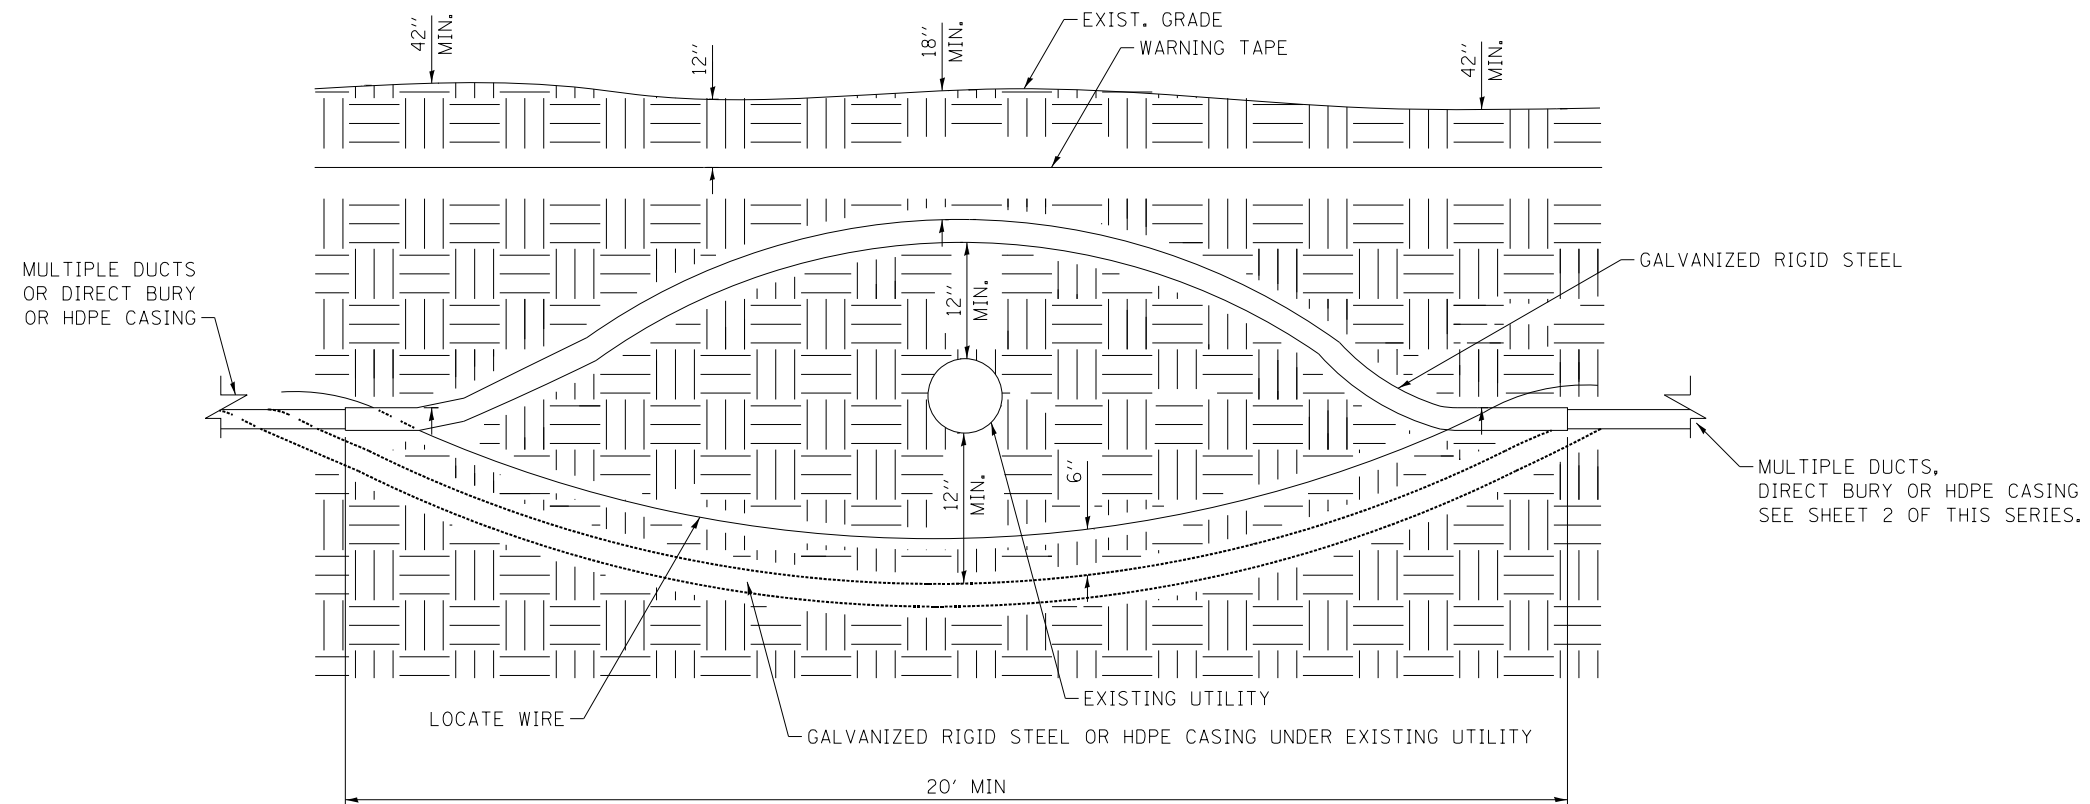 42" MIN.
12"
18" MIN.
EXIST. GRADE
WARNING TAPE
42" MIN.
MULTIPLE DUCTS
OR DIRECT BURY
OR HDPE CASING
GALVANIZED RIGID STEEL
12" MIN.
12" MIN.
6"
MULTIPLE DUCTS,
DIRECT BURY OR HDPE CASING
SEE SHEET 2 OF THIS SERIES.
EXISTING UTILITY
LOCATE WIRE
GALVANIZED RIGID STEEL OR HDPE CASING UNDER EXISTING UTILITY
20' MIN